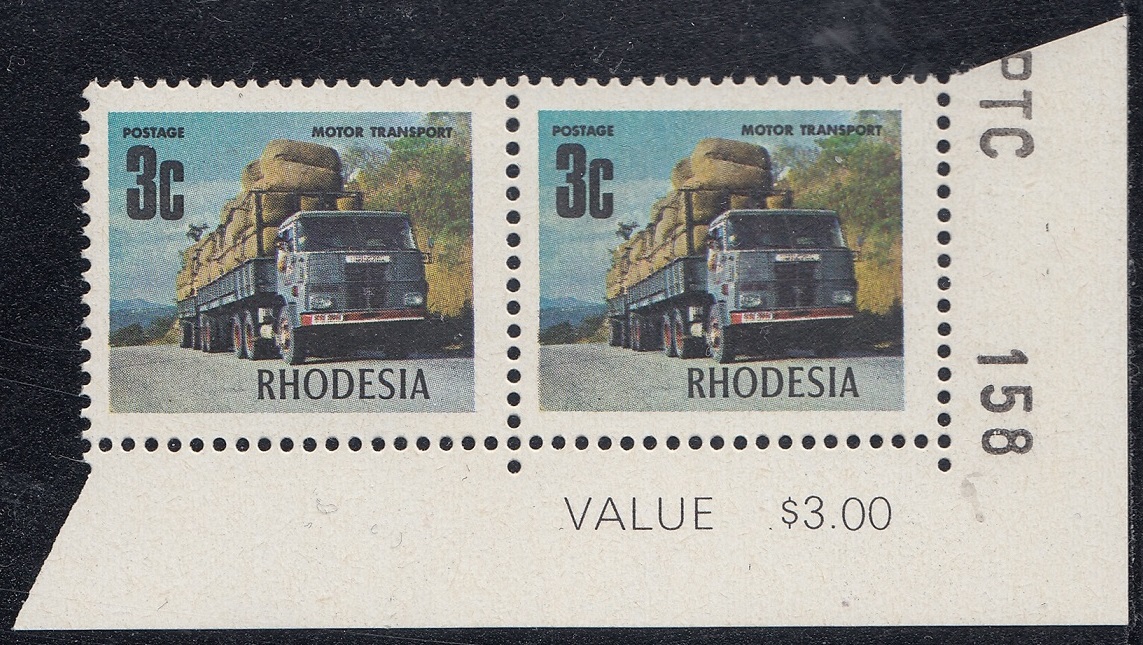 POSTAGE MOTOR TRANSPORT
3c
RHODESIA
POSTAGE MOTOR TRANSPORT
3c
RHODESIA
PTC
158
VALUE $3.00